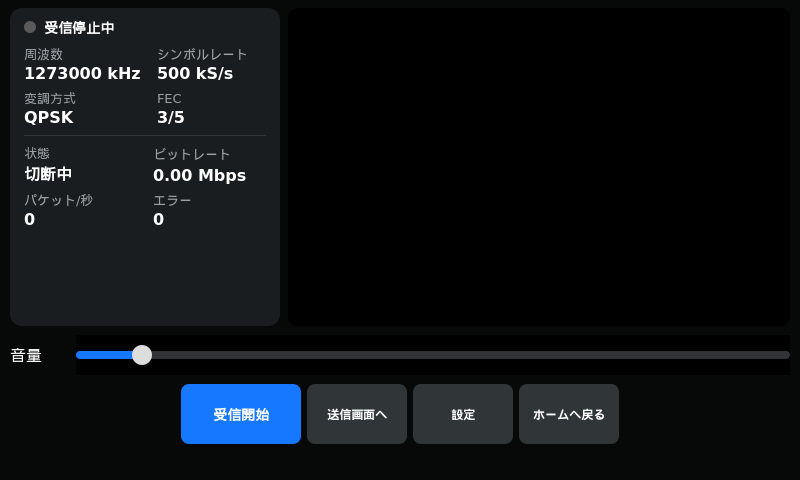 受信停止中
周波数 シンボルレート
1273000 kHz 500 kS/s
変調方式 FEC
QPSK 3/5
状態 ビットレート
切断中 0.00 Mbps
パケット/秒 エラー
0 0
音量
受信開始 送信画面へ 設定 ホームへ戻る